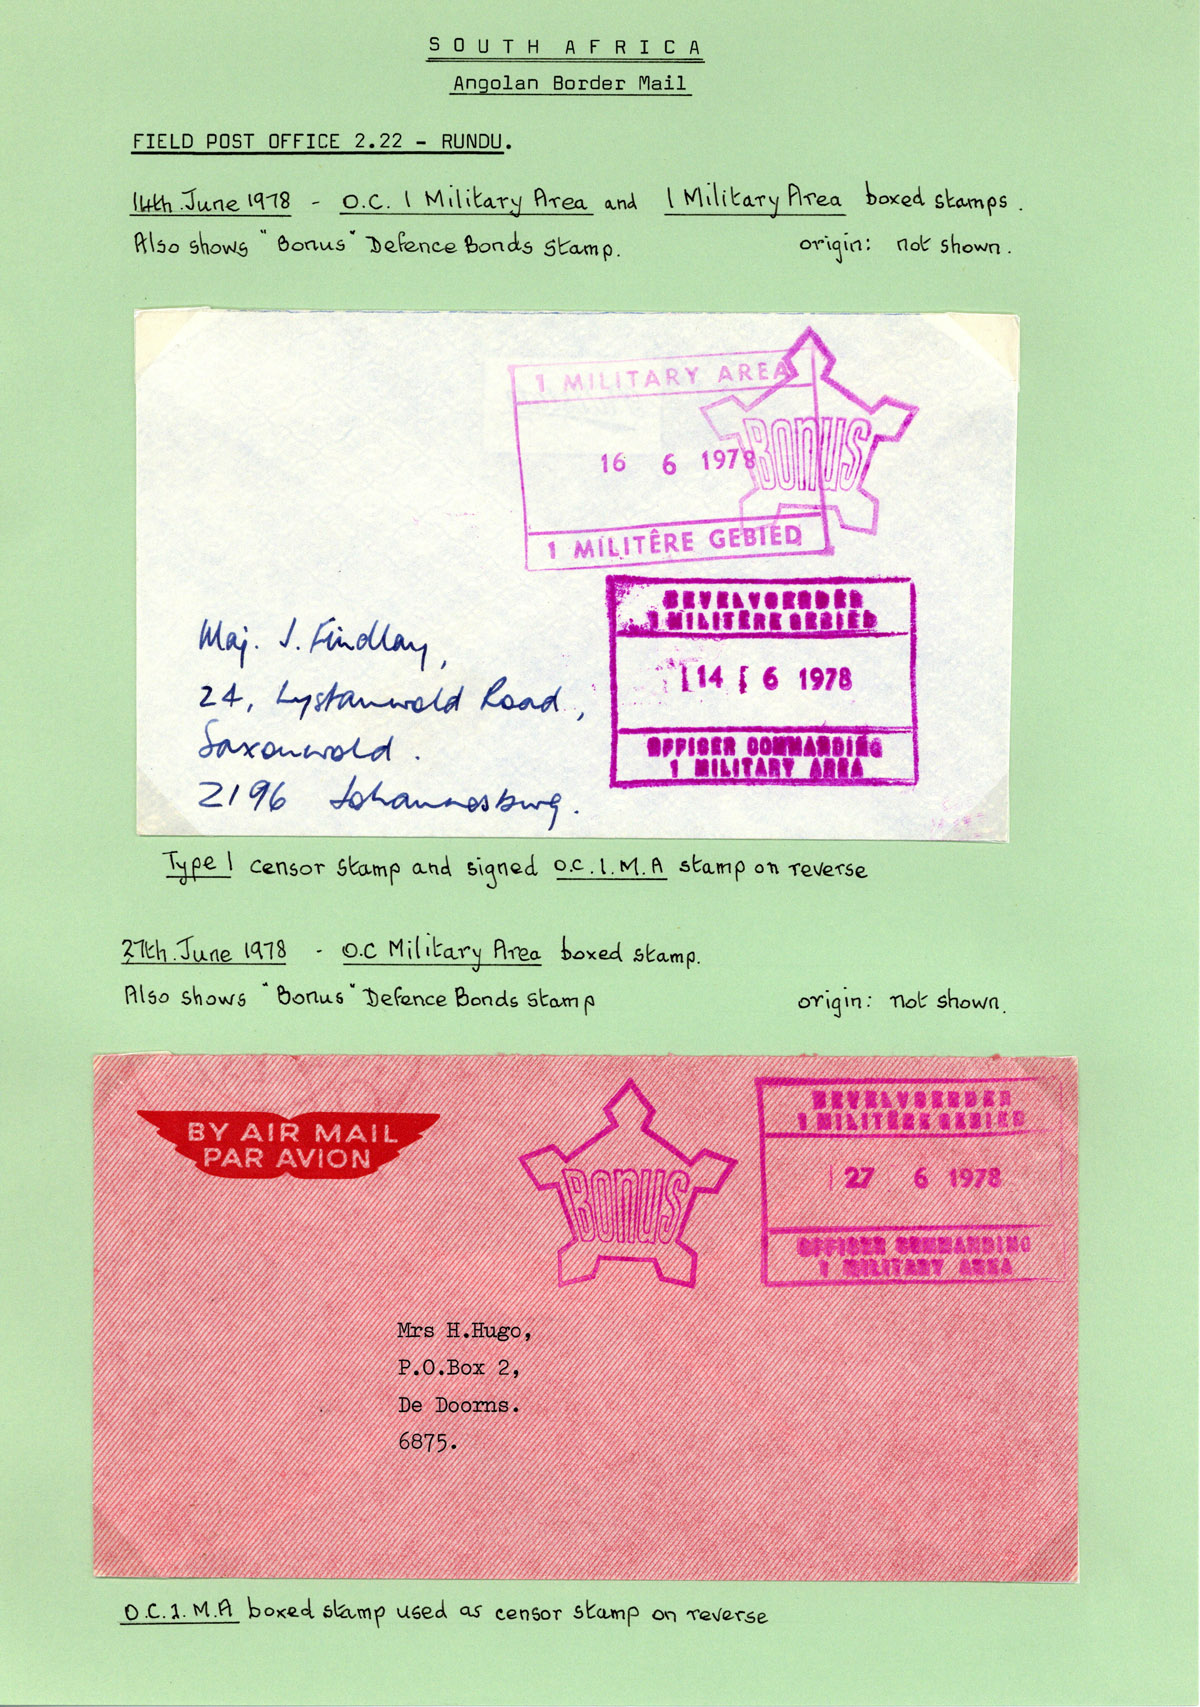 SOUTH AFRICA
Angolan Border Mail
FIELD POST OFFICE 2.22 - RUNDU.
14th June 1978 - O.C. 1 Military Area and 1 Military Area boxed stamps.
Also shows "Bonus" Defence Bonds Stamp. origin: not shown.
1 MILITARY AREA
BONUS
16 6 1978
1 MILITÊRE GEBIED
BEVELVOERDER
1 MILITÊRE GEBIED
14 6 1978
OFFISER COMMANDING
1 MILITARY AREA
Maj. J. Findlay,
24, Lystanwold Road,
Saxonwold.
2196 Johannesburg.
Type 1 censor stamp and signed O.C.1.M.A stamp on reverse
27th June 1978 - O.C Military Area boxed stamp.
Also shows "Bonus" Defence Bonds Stamp origin: not shown.
BY AIR MAIL
PAR AVION
BONUS
BEVELVOERDER
1 MILITÊRE GEBIED
27 6 1978
OFFISER COMMANDING
1 MILITARY AREA
Mrs H.Hugo,
P.O.Box 2,
De Doorns.
6875.
O.C.1.M.A boxed stamp used as censor stamp on reverse